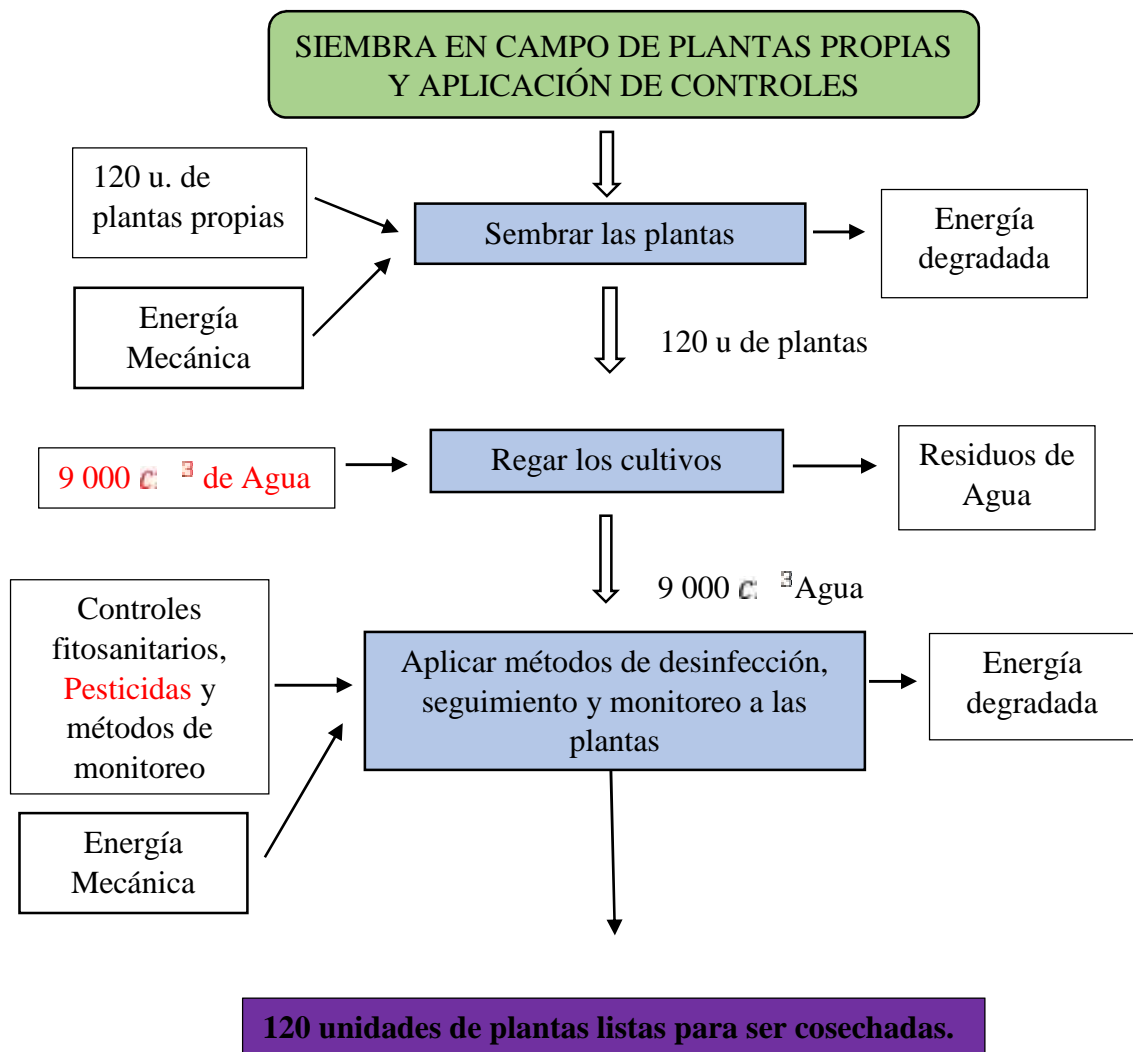 SIEMBRA EN CAMPO DE PLANTAS PROPIAS
Y APLICACIÓN DE CONTROLES
120 u. de
plantas propias
Sembrar las plantas
Energía
degradada
Energía
Mecánica
120 u de plantas
9 000 c 3 de Agua
Regar los cultivos
Residuos de
Agua
9 000 c 3 Agua
Controles
fitosanitarios,
Pesticidas y
métodos de
monitoreo
Aplicar métodos de desinfección,
seguimiento y monitoreo a las
plantas
Energía
degradada
Energía
Mecánica
120 unidades de plantas listas para ser cosechadas.